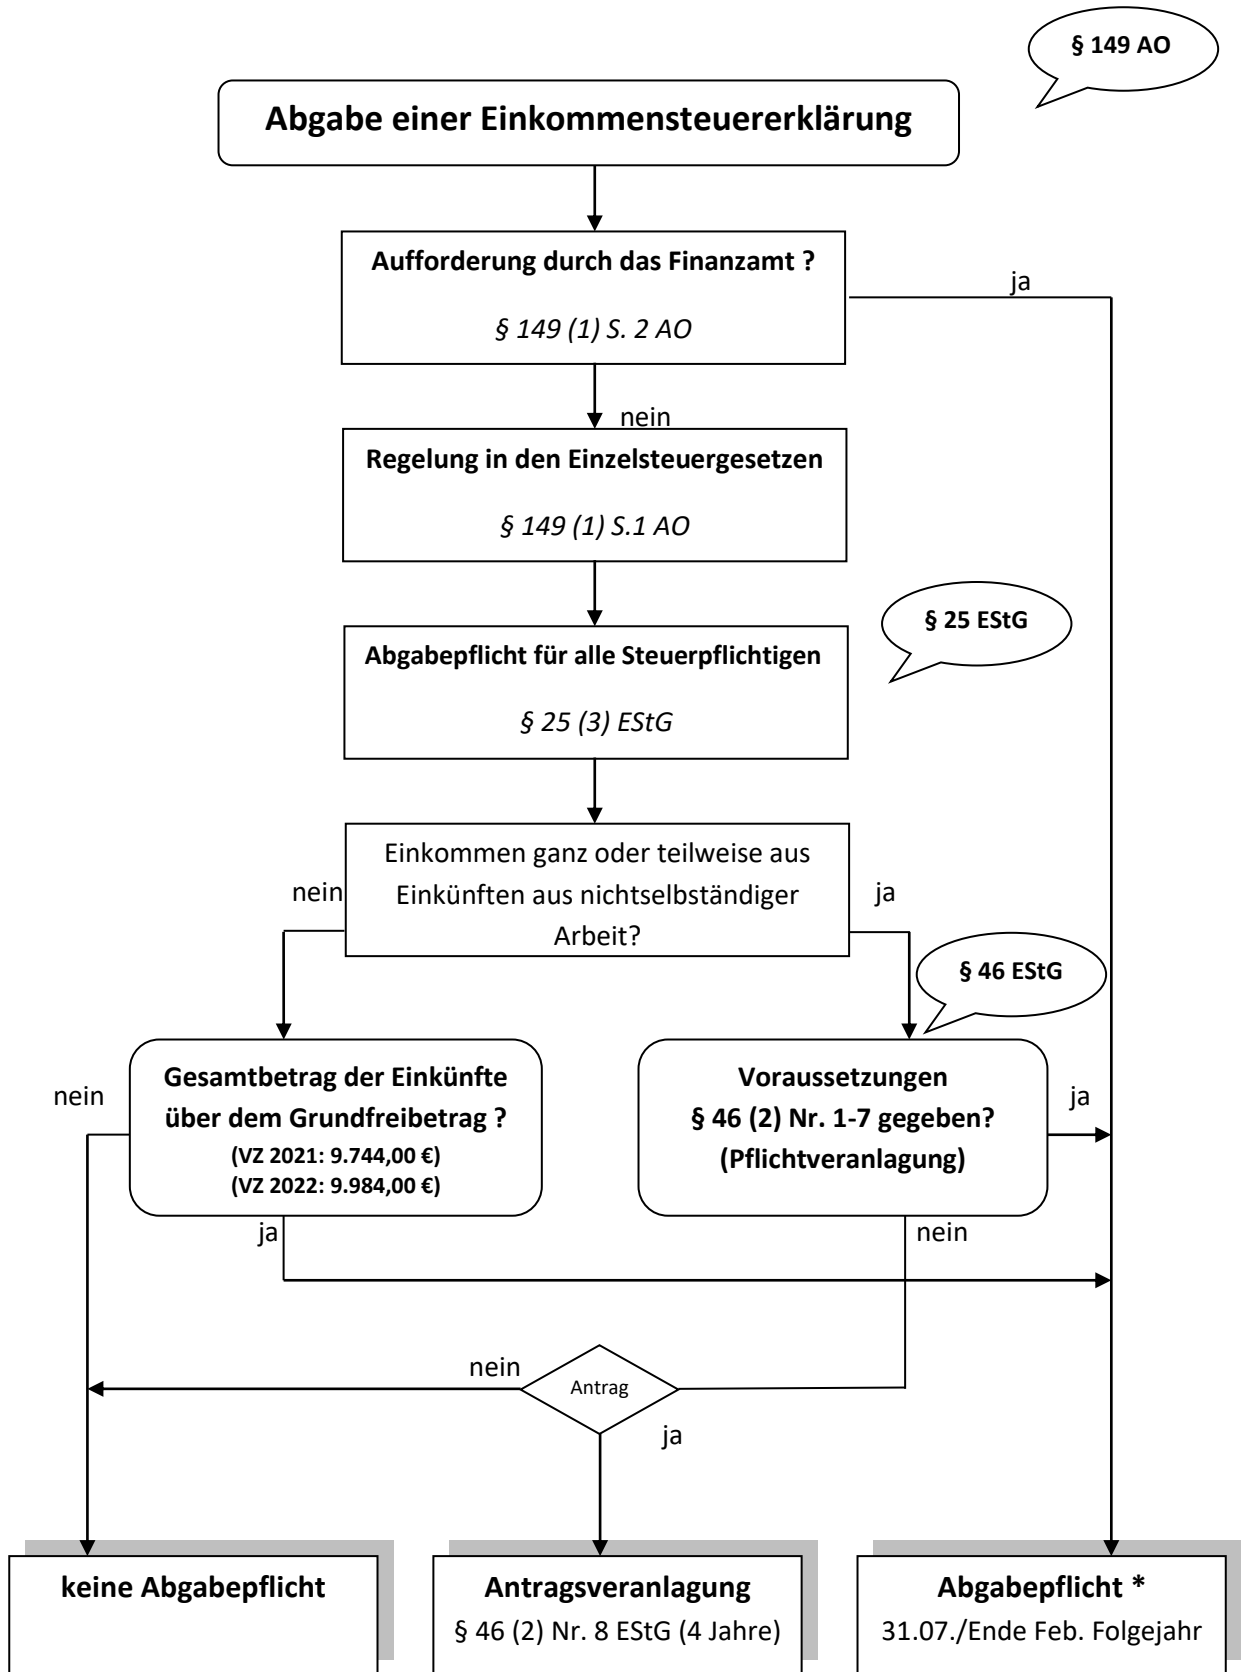 § 149 AO
Abgabe einer Einkommensteuererklärung
Aufforderung durch das Finanzamt ?
§ 149 (1) S. 2 AO
ja
nein
Regelung in den Einzelsteuergesetzen
§ 149 (1) S.1 AO
§ 25 EStG
Abgabepflicht für alle Steuerpflichtigen
§ 25 (3) EStG
Einkommen ganz oder teilweise aus
Einkünften aus nichtselbständiger
Arbeit?
nein
ja
§ 46 EStG
Gesamtbetrag der Einkünfte
über dem Grundfreibetrag ?
(VZ 2021: 9.744,00 €)
(VZ 2022: 9.984,00 €)
nein
ja
Voraussetzungen
§ 46 (2) Nr. 1-7 gegeben?
(Pflichtveranlagung)
ja
nein
nein
Antrag
ja
keine Abgabepflicht
Antragsveranlagung
§ 46 (2) Nr. 8 EStG (4 Jahre)
Abgabepflicht *
31.07./Ende Feb. Folgejahr